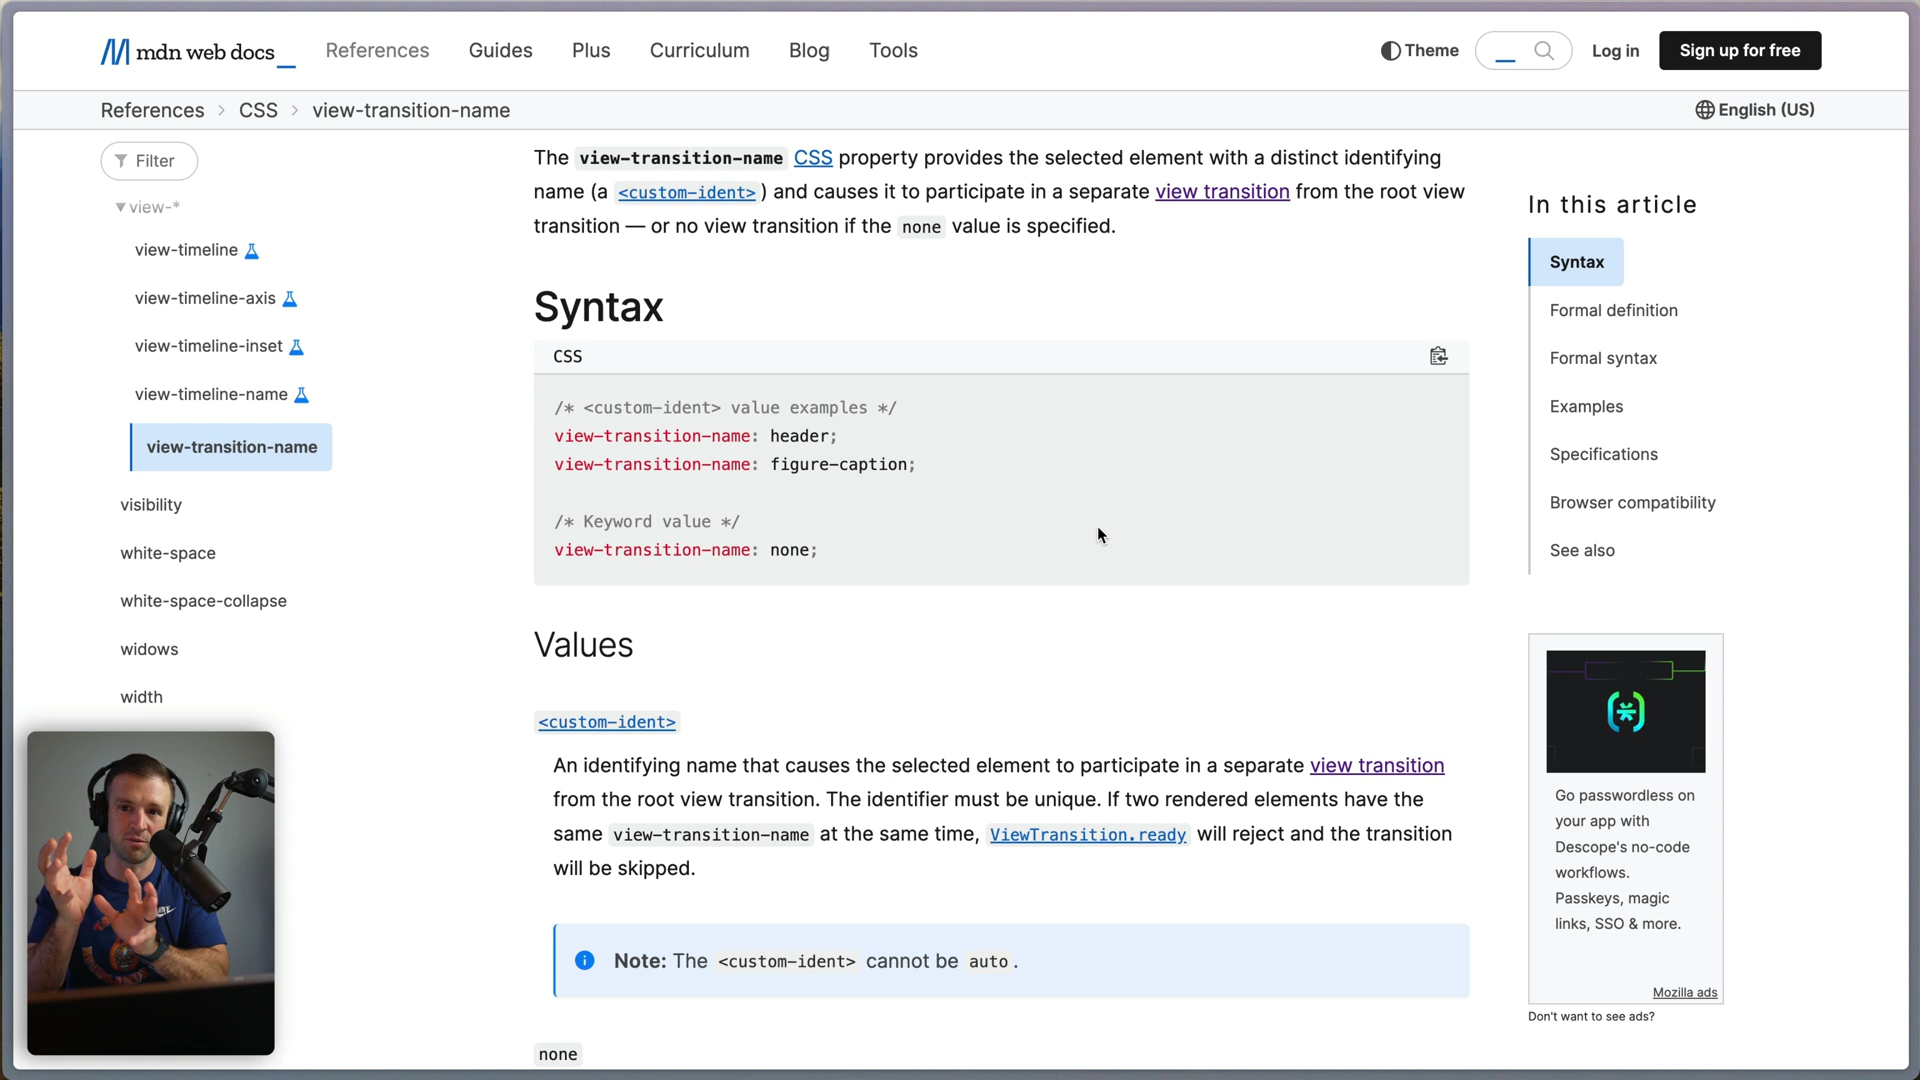 mdn web docs_
References
Guides
Plus
Curriculum
Blog
Tools
Theme
Log in
Sign up for free
References > CSS > view-transition-name
English (US)
Filter
view-*
view-timeline
view-timeline-axis
view-timeline-inset
view-timeline-name
view-transition-name
visibility
white-space
white-space-collapse
widows
width
The view-transition-name CSS property provides the selected element with a distinct identifying
name (a <custom-ident>) and causes it to participate in a separate view transition from the root view
transition — or no view transition if the none value is specified.
Syntax
CSS
/* <custom-ident> value examples */
view-transition-name: header;
view-transition-name: figure-caption;
/* Keyword value */
view-transition-name: none;
Values
<custom-ident>
An identifying name that causes the selected element to participate in a separate view transition
from the root view transition. The identifier must be unique. If two rendered elements have the
same view-transition-name at the same time, ViewTransition.ready will reject and the transition
will be skipped.
Note: The <custom-ident> cannot be auto.
none
In this article
Syntax
Formal definition
Formal syntax
Examples
Specifications
Browser compatibility
See also
Go passwordless on
your app with
Descope's no-code
workflows.
Passkeys, magic
links, SSO & more.
Mozilla ads
Don't want to see ads?